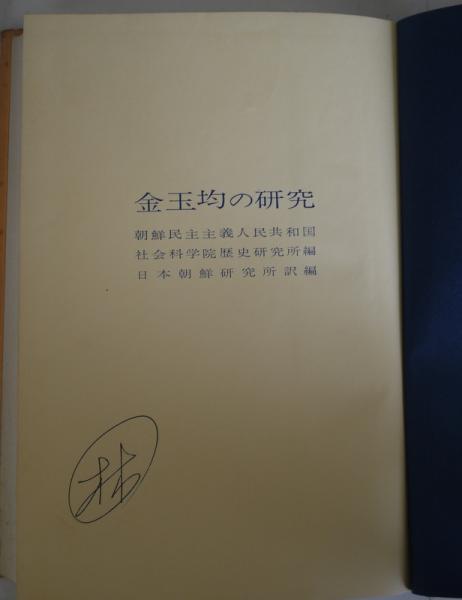 金玉均の研究
朝鮮民主主義人民共和国
社会科学院歴史研究所編
日本朝鮮研究所訳編